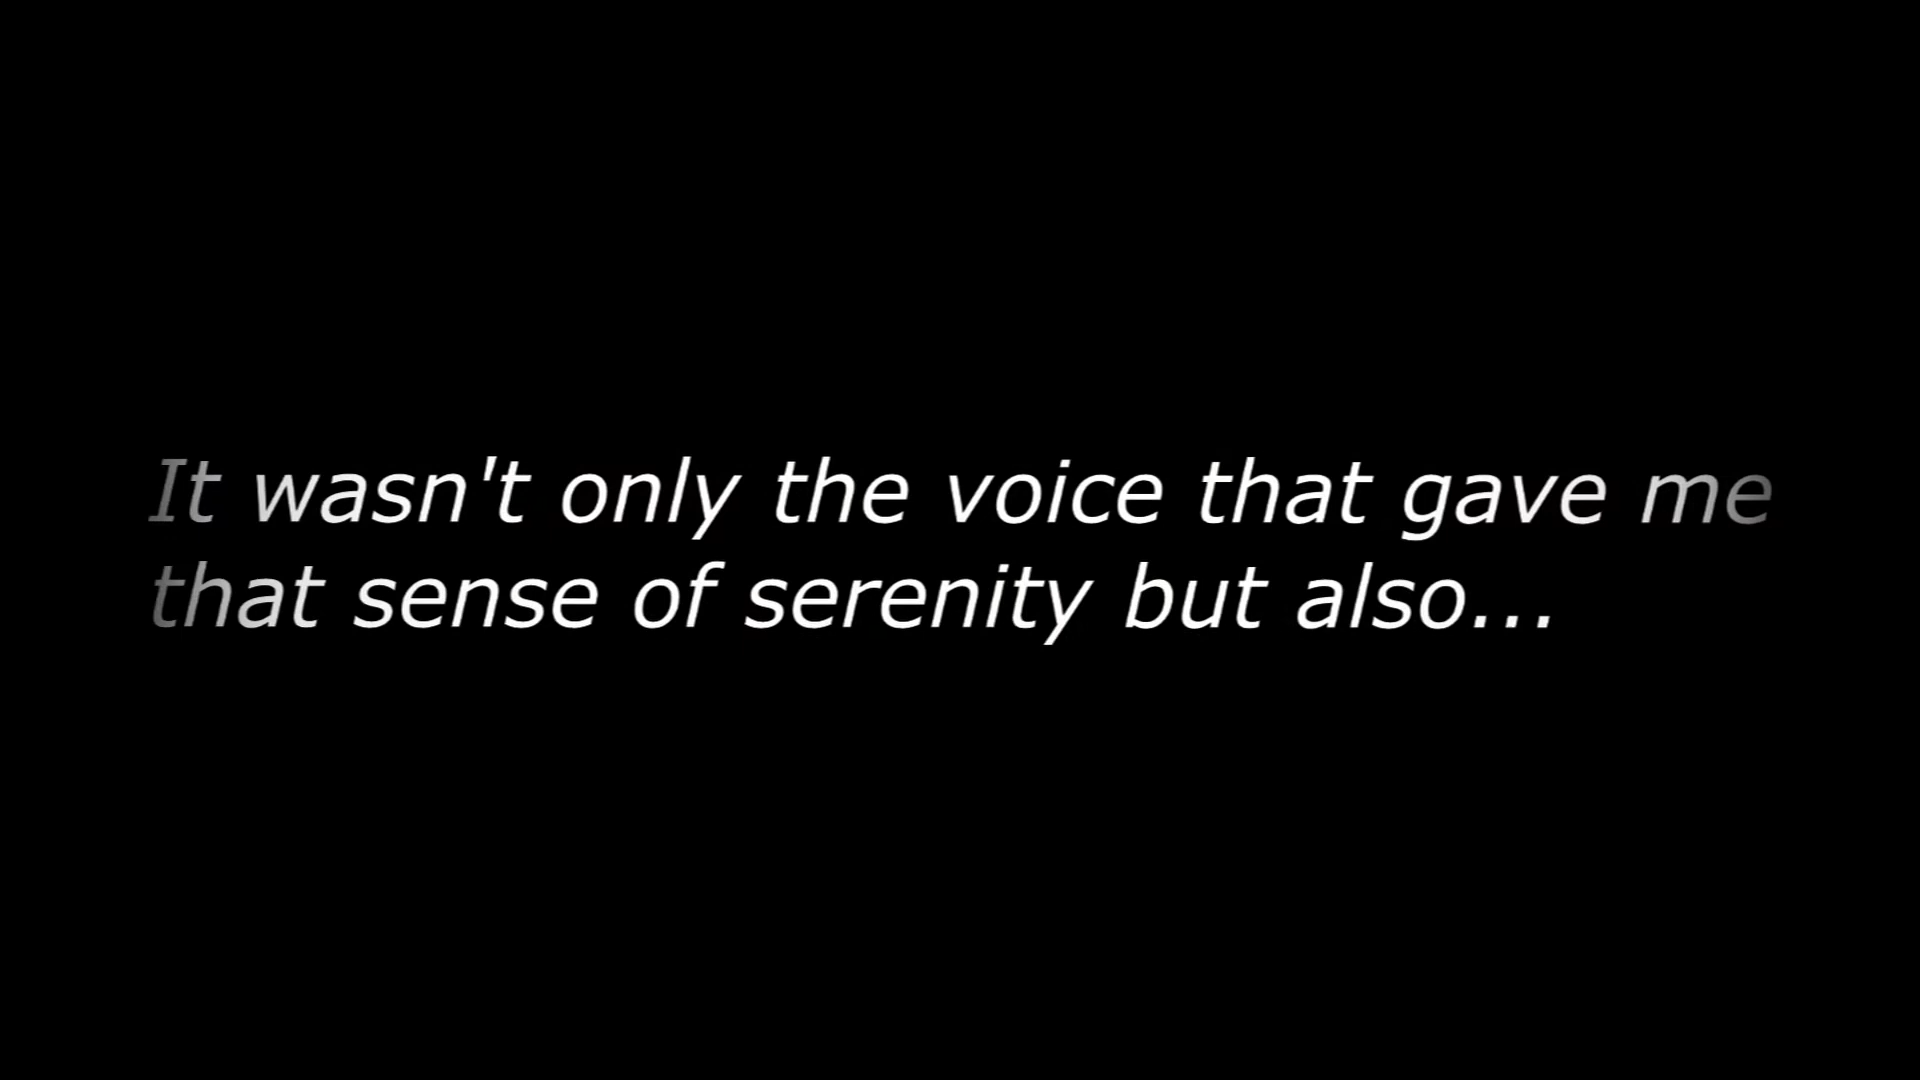 It wasn't only the voice that gave me
that sense of serenity but also...